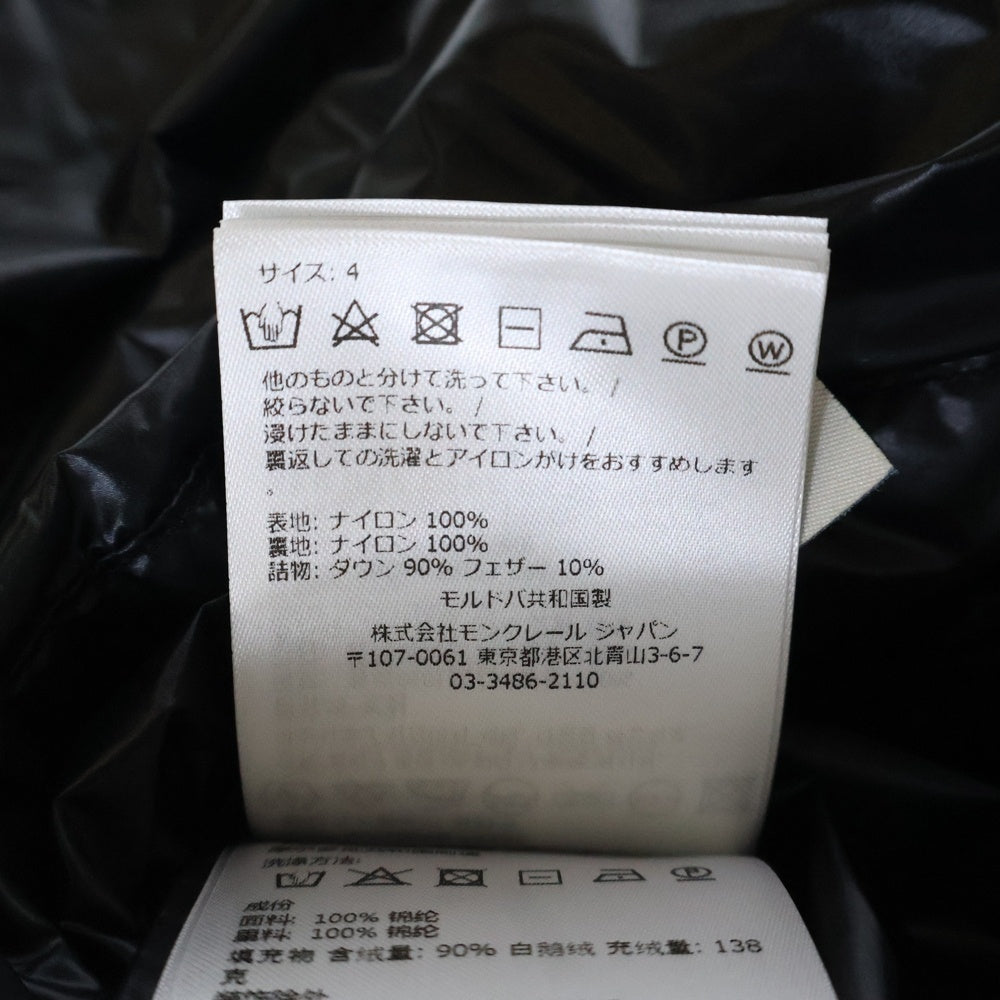 サイズ: 4
P
W
他のものと分けて洗って下さい。 /
絞らないで下さい。 /
浸けたままにしないで下さい。 /
裏返しての洗濯とアイロンがけをおすすめします
。
表地: ナイロン 100%
裏地: ナイロン 100%
詰物: ダウン 90% フェザー 10%
モルドバ共和国製
株式会社モンクレール ジャパン
〒107-0061 東京都港区北青山3-6-7
03-3486-2110
洗涤方法:
P
成份
面料: 100% 锦纶
里料: 100% 锦纶
填充物 含绒量: 90% 白鹅绒 充绒量: 138
克